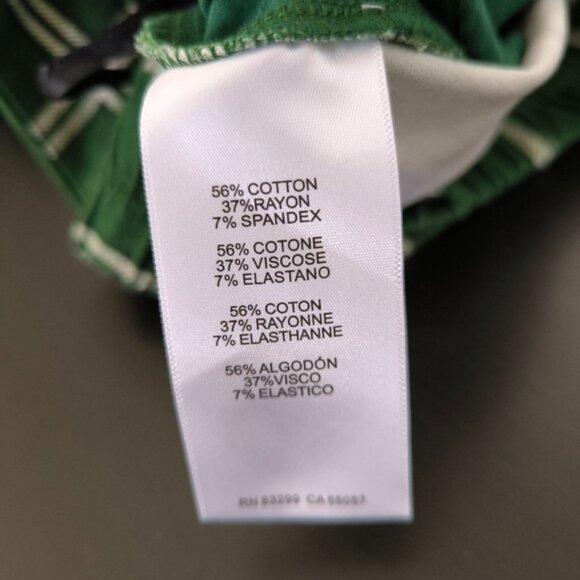 56% COTTON
37%RAYON
7% SPANDEX
56% COTONE
37% VISCOSE
7% ELASTANO
56% COTON
37% RAYONNE
7% ELASTHANNE
56% ALGODÓN
37%VISCO
7% ELASTICO
RN 83299 CA 55057